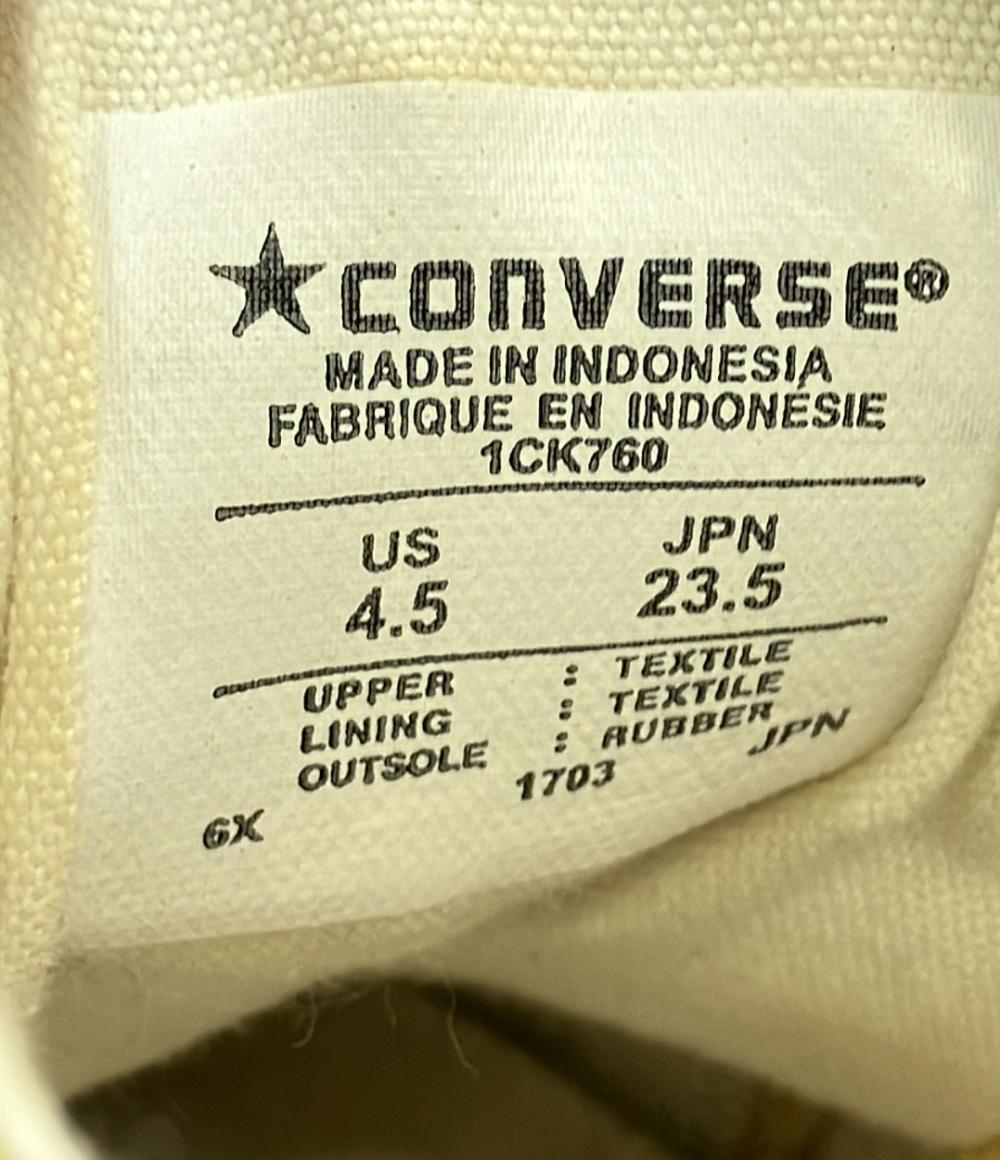 ★CONVERSE®
MADE IN INDONESIA
FABRIQUE EN INDONÉSIE
1CK760
US JPN
4.5 23.5
UPPER : TEXTILE
LINING : TEXTILE
OUTSOLE : RUBBER
6X 1703 JPN